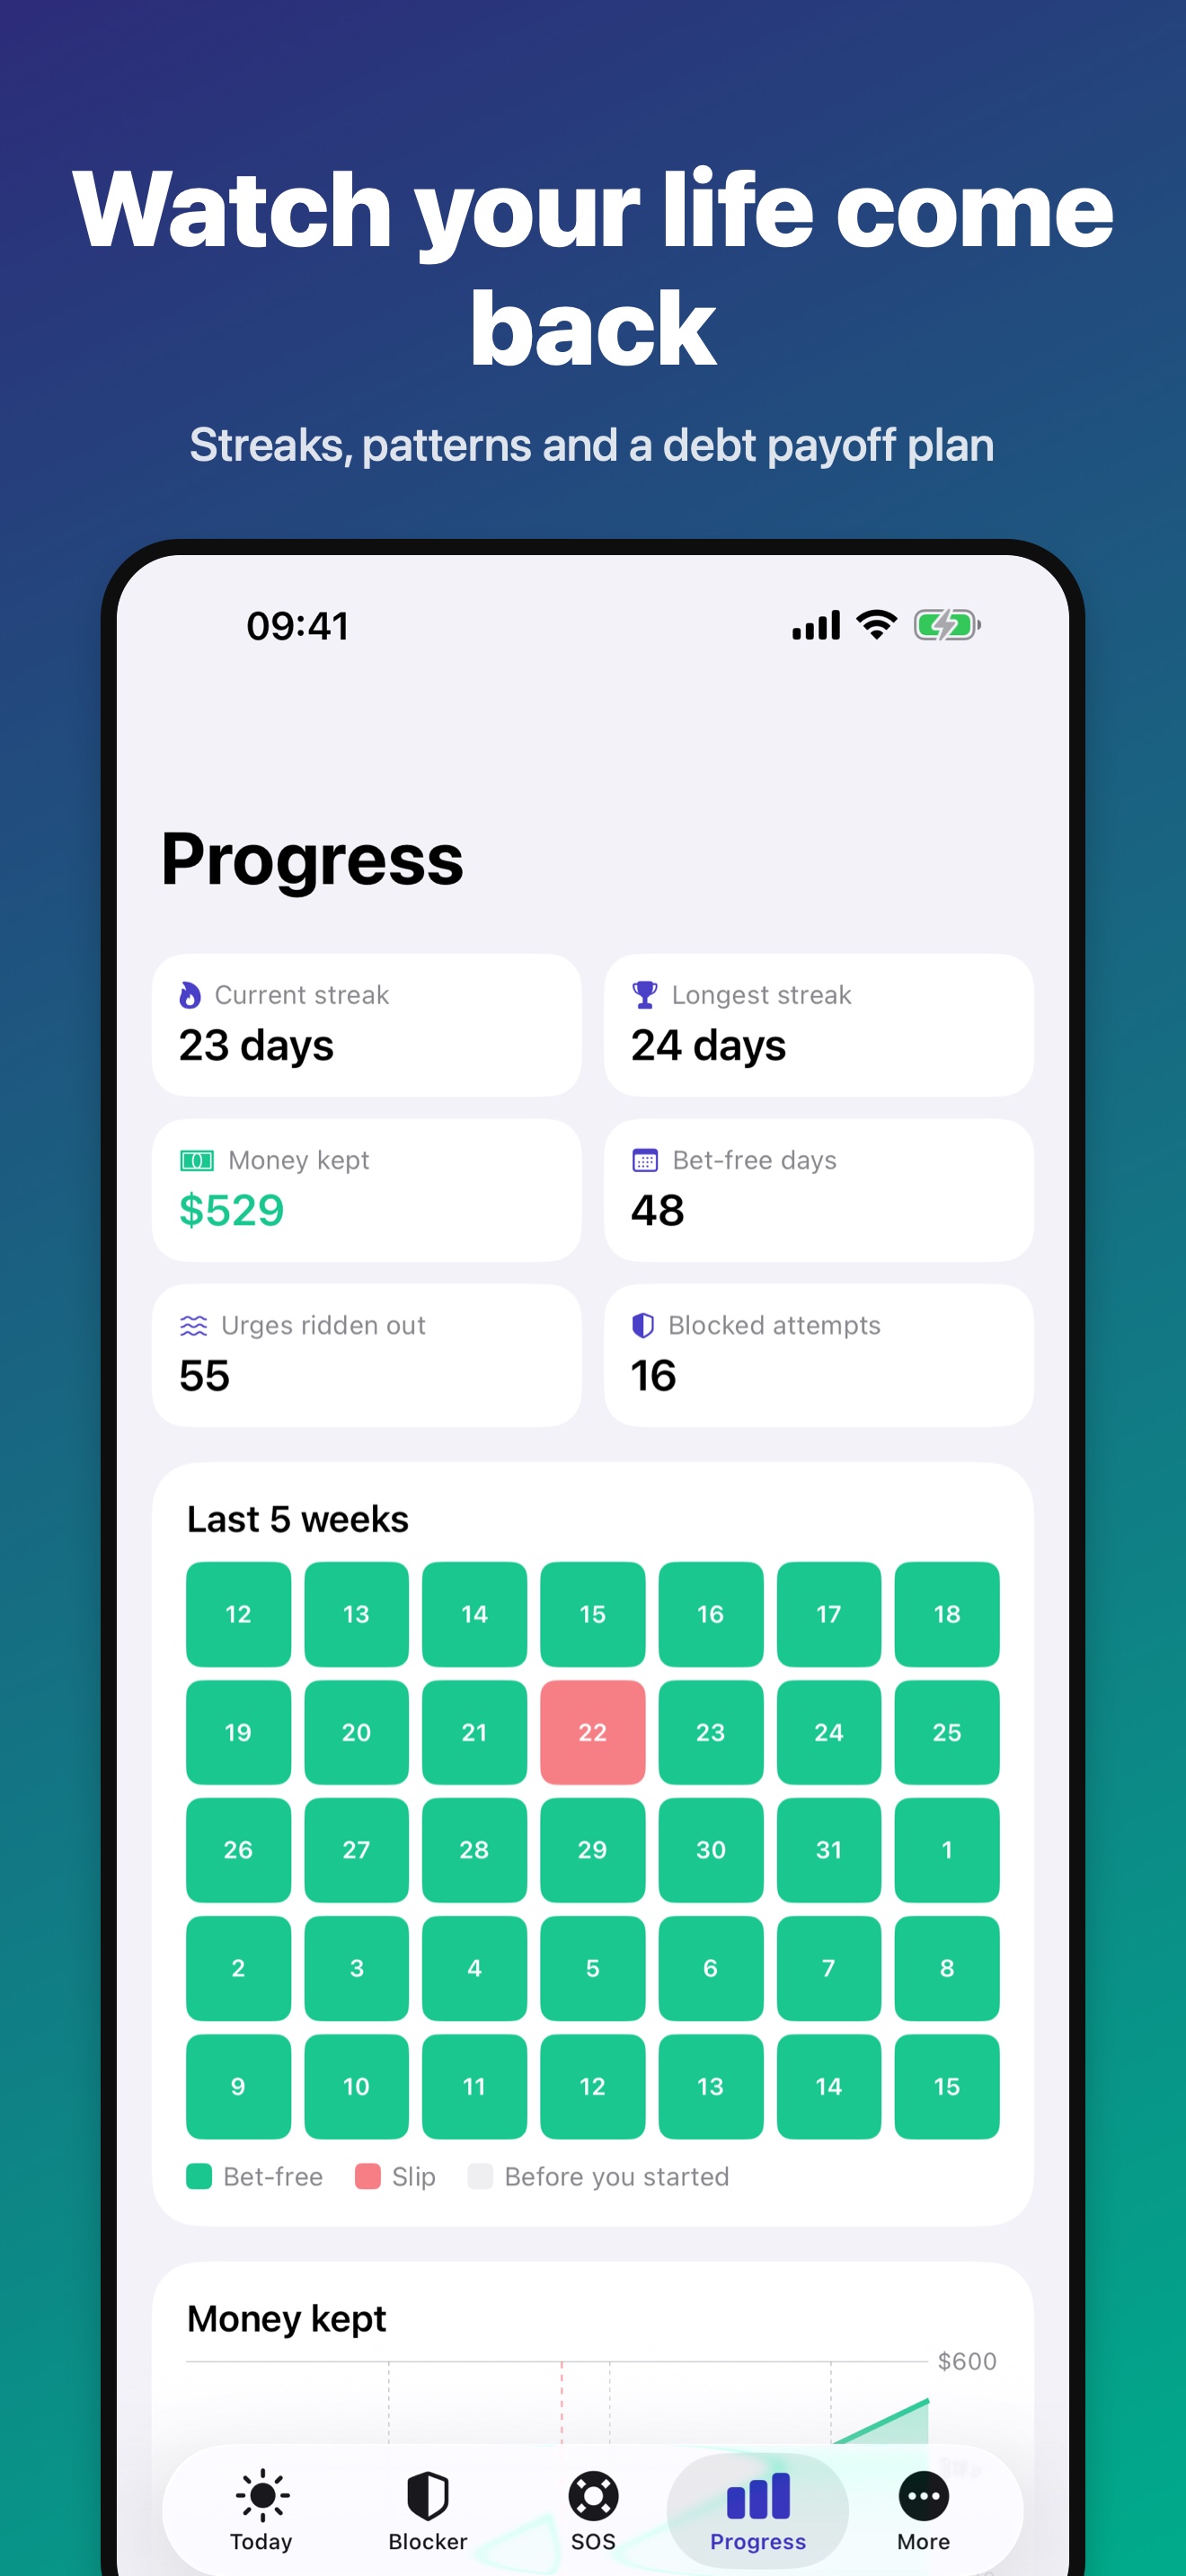 Watch your life come
back
Streaks, patterns and a debt payoff plan
09:41
Progress
Current streak
23 days
Longest streak
24 days
Money kept
$529
Bet-free days
48
Urges ridden out
55
Blocked attempts
16
Last 5 weeks
12 13 14 15 16 17 18
19 20 21 22 23 24 25
26 27 28 29 30 31 1
2 3 4 5 6 7 8
9 10 11 12 13 14 15
Bet-free Slip Before you started
Money kept
$600
Today Blocker SOS Progress More